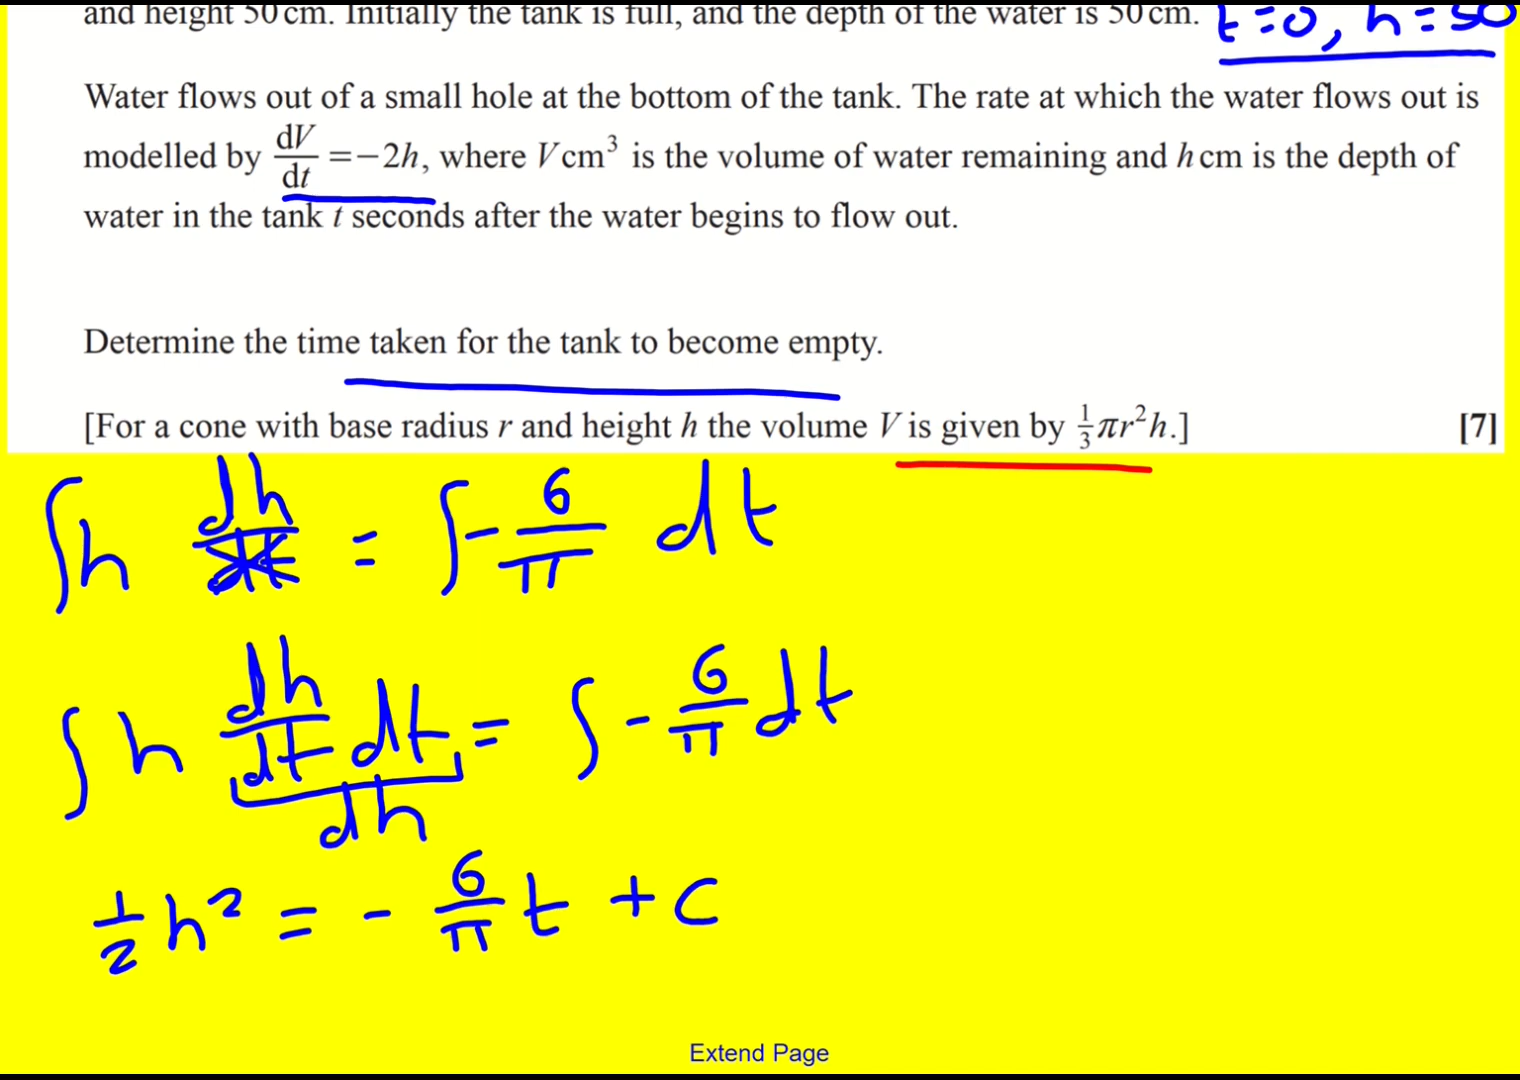 and height 50 cm. Initially the tank is full, and the depth of the water is 50 cm. t=0, h=50
Water flows out of a small hole at the bottom of the tank. The rate at which the water flows out is
modelled by dV/dt = −2h, where V cm³ is the volume of water remaining and h cm is the depth of
water in the tank t seconds after the water begins to flow out.
Determine the time taken for the tank to become empty.
[For a cone with base radius r and height h the volume V is given by 1/3 πr²h.] [7]
∫h dh = ∫-6/π dt
∫h dh/dt dt = ∫-6/π dt
dh
1/2 h² = -6/π t + c
Extend Page